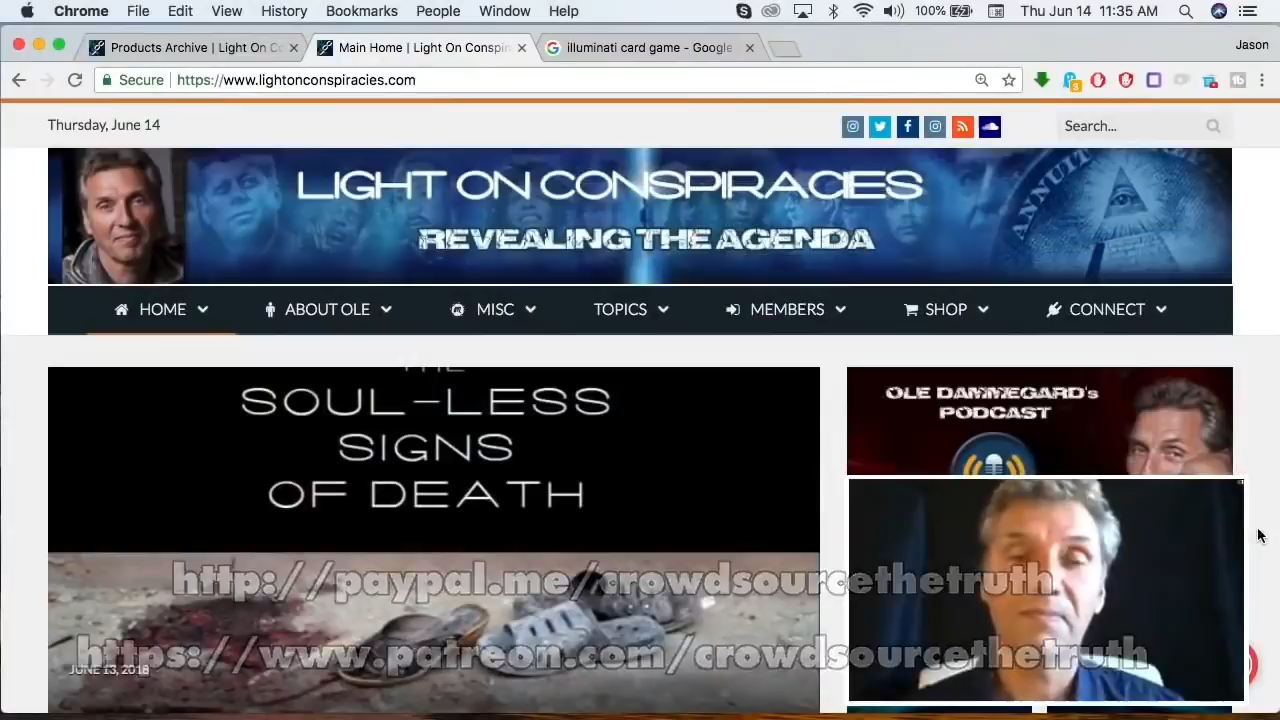 Chrome File Edit View History Bookmarks People Window Help 100% Thu Jun 14 11:35 AM
Products Archive | Light On Co Main Home | Light On Conspir illuminati card game - Google Jason
Secure https://www.lightonconspiracies.com
Thursday, June 14 Search...
LIGHT ON CONSPIRACIES
REVEALING THE AGENDA
ANNUIT
HOME ABOUT OLE MISC TOPICS MEMBERS SHOP CONNECT
THE
SOUL-LESS
SIGNS
OF DEATH
OLE DAMMEGARD's
PODCAST
http://paypal.me/crowdsourcethetruth
https://www.patreon.com/crowdsourcethetruth
JUNE 13, 2018